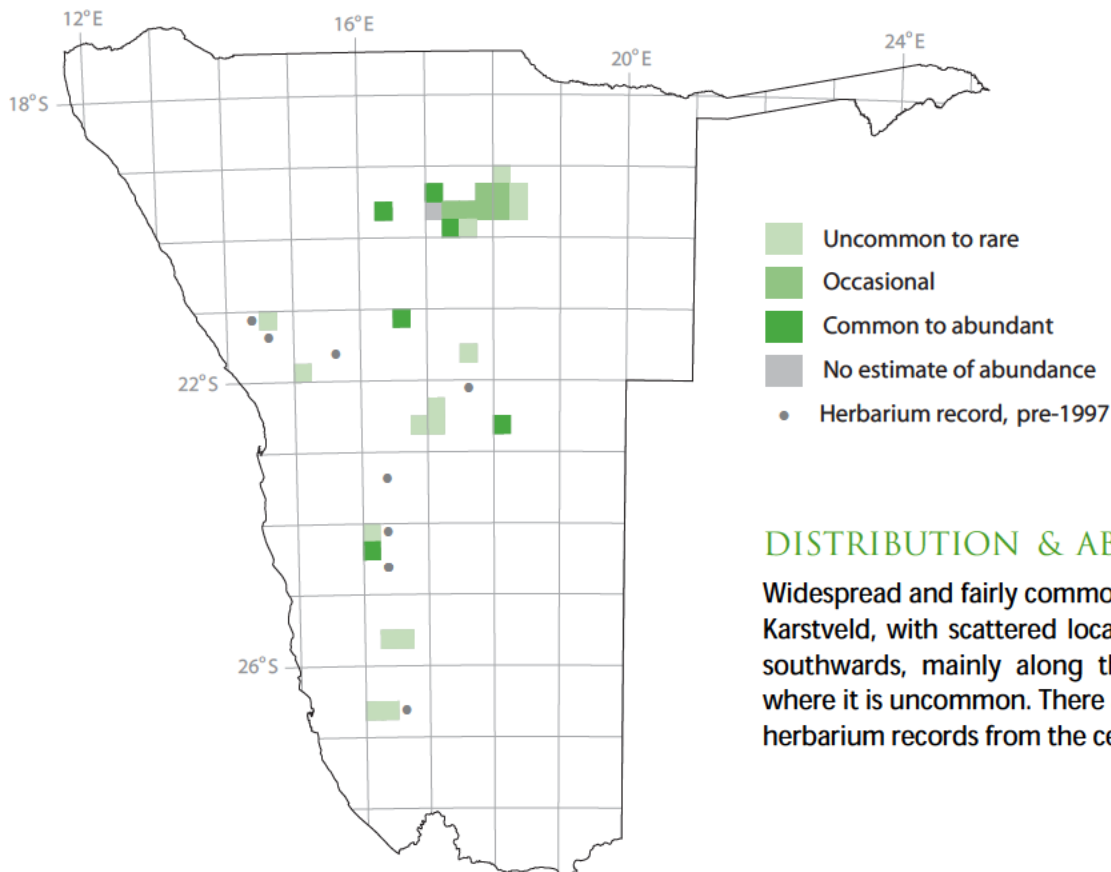 12°E
16°E
20°E
24°E
18°S
22°S
26°S
Uncommon to rare
Occasional
Common to abundant
No estimate of abundance
Herbarium record, pre-1997
DISTRIBUTION & AB
Widespread and fairly commo
Karstveld, with scattered loca
southwards, mainly along th
where it is uncommon. There
herbarium records from the ce